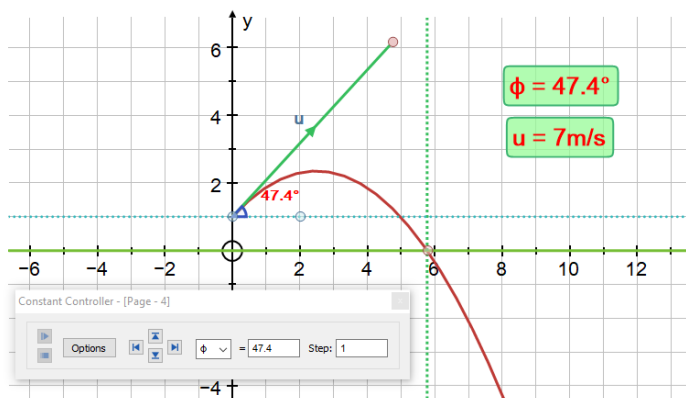 y
6
4
2
−4
−6
−4
−2
2
4
6
8
10
12
u
47.4°
ϕ = 47.4°
u = 7m/s
Constant Controller - [Page - 4]
Options
ϕ
= 47.4
Step: 1